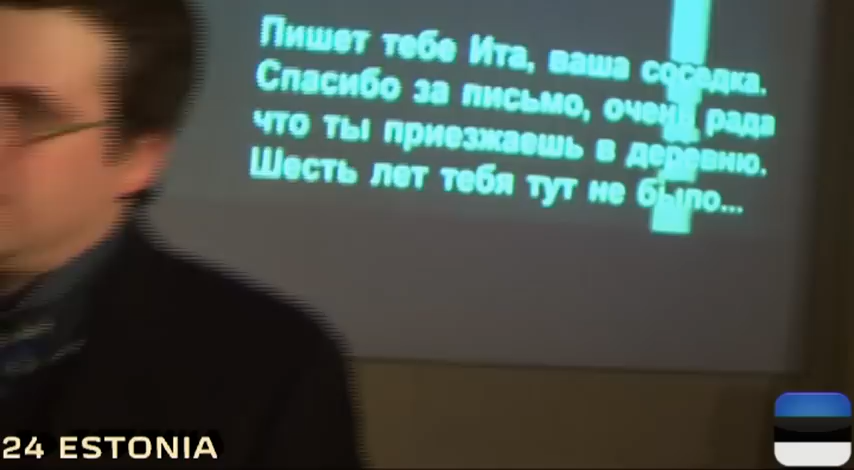 Пишет тебе Ита, ваша соседка.
Спасибо за письмо, очень рада
что ты приезжаешь в деревню.
Шесть лет тебя тут не было...
24 ESTONIA